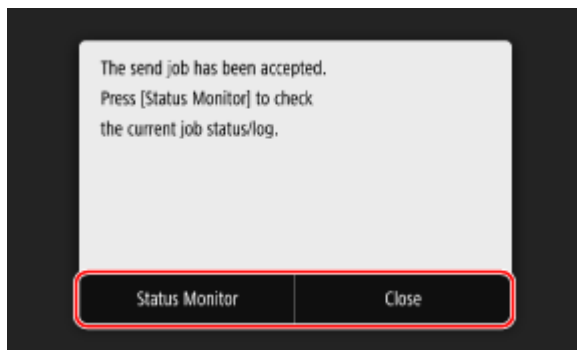 The send job has been accepted.
Press [Status Monitor] to check
the current job status/log.
Status Monitor Close